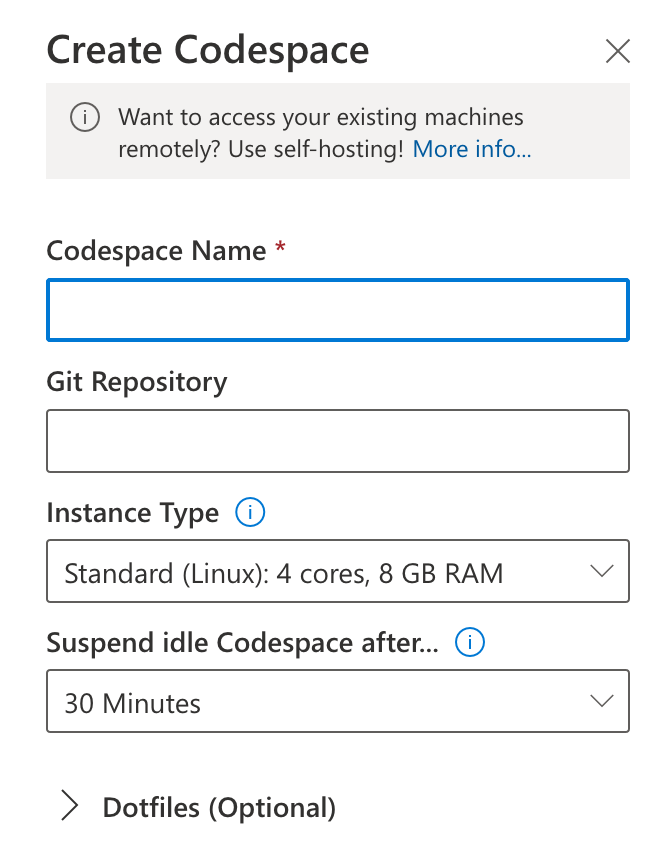 Create Codespace
Want to access your existing machines
remotely? Use self-hosting! More info...
Codespace Name *
Git Repository
Instance Type
Standard (Linux): 4 cores, 8 GB RAM
Suspend idle Codespace after...
30 Minutes
Dotfiles (Optional)